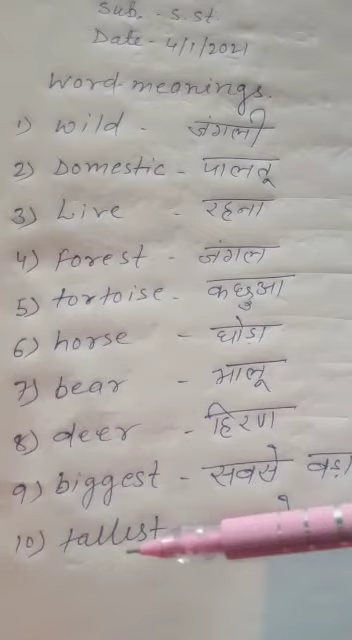 Sub. - S.St.
Date - 4/1/2021
Word meanings.
1) wild - जंगली
2) Domestic - पालतू
3) Live - रहना
4) forest - जंगल
5) tortoise - कछुआ
6) horse - घोड़ा
7) bear - भालू
8) deer - हिरण
9) biggest - सबसे बड़ा
10) tallest